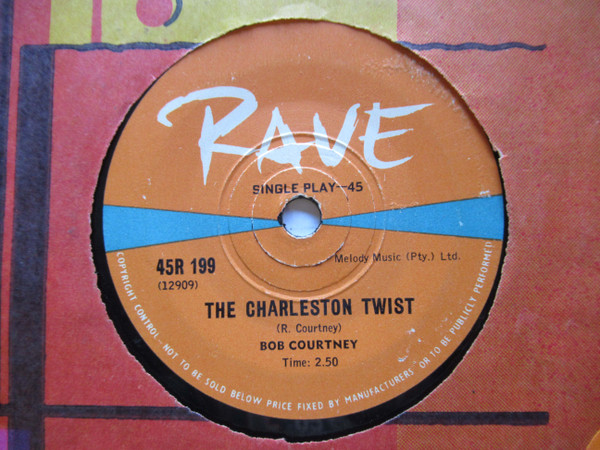 RAVE
SINGLE PLAY—45
45R 199
(12909)
Melody Music (Pty.) Ltd.
THE CHARLESTON TWIST
(R. Courtney)
BOB COURTNEY
Time: 2.50
COPYRIGHT CONTROL—NOT TO BE SOLD BELOW PRICE FIXED BY MANUFACTURERS OR TO BE PUBLICLY PERFORMED